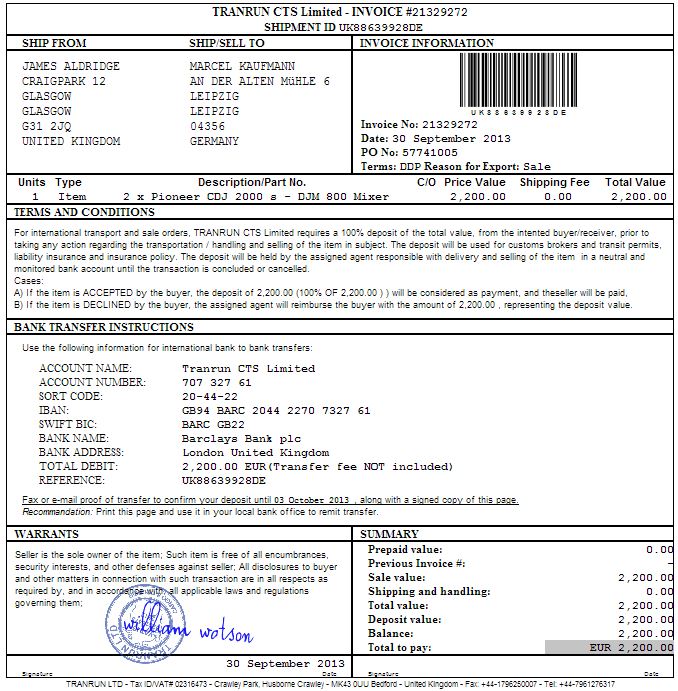 TRANRUN CTS Limited - INVOICE #21329272
SHIPMENT ID UK88639928DE
SHIP FROM SHIP/SELL TO INVOICE INFORMATION
JAMES ALDRIDGE MARCEL KAUFMANN
CRAIGPARK 12 AN DER ALTEN MüHLE 6
GLASGOW LEIPZIG
GLASGOW LEIPZIG
G31 2JQ 04356
UNITED KINGDOM GERMANY
UK88639928DE
Invoice No: 21329272
Date: 30 September 2013
PO No: 57741005
Terms: DDP Reason for Export: Sale
Units Type Description/Part No. C/O Price Value Shipping Fee Total Value
1 Item 2 x Pioneer CDJ 2000 s - DJM 800 Mixer 2,200.00 0.00 2,200.00
TERMS AND CONDITIONS
For international transport and sale orders, TRANRUN CTS Limited requires a 100% deposit of the total value, from the intented buyer/receiver, prior to
taking any action regarding the transportation / handling and selling of the item in subject. The deposit will be used for customs brokers and transit permits,
liability insurance and insurance policy. The deposit will be held by the assigned agent responsible with delivery and selling of the item in a neutral and
monitored bank account until the transaction is concluded or cancelled.
Cases:
A) If the item is ACCEPTED by the buyer, the deposit of 2,200.00 (100% OF 2,200.00 ) ) will be considered as payment, and theseller will be paid,
B) If the item is DECLINED by the buyer, the assigned agent will reimburse the buyer with the amount of 2,200.00 , representing the deposit value.
BANK TRANSFER INSTRUCTIONS
Use the following information for international bank to bank transfers:
ACCOUNT NAME: Tranrun CTS Limited
ACCOUNT NUMBER: 707 327 61
SORT CODE: 20-44-22
IBAN: GB94 BARC 2044 2270 7327 61
SWIFT BIC: BARC GB22
BANK NAME: Barclays Bank plc
BANK ADDRESS: London United Kingdom
TOTAL DEBIT: 2,200.00 EUR(Transfer fee NOT included)
REFERENCE: UK88639928DE
Fax or e-mail proof of transfer to confirm your deposit until 03 October 2013 , along with a signed copy of this page.
Recommandation: Print this page and use it in your local bank office to remit transfer.
WARRANTS
Seller is the sole owner of the item; Such item is free of all encumbrances,
security interests, and other defenses against seller; All disclosures to buyer
and other matters in connection with such transaction are in all respects as
required by, and in accordance with, all applicable laws and regulations
governing them;
TRANRUN LTD
william wotson
30 September 2013
Signature Date
SUMMARY
Prepaid value: 0.00
Previous Invoice #: -
Sale value: 2,200.00
Shipping and handling: 0.00
Total value: 2,200.00
Deposit value: 2,200.00
Balance: 2,200.00
Total to pay: EUR 2,200.00
Signature Date
TRANRUN LTD - Tax ID/VAT# 02316473 - Crawley Park, Husborne Crawley - MK43 0UU Bedford - United Kingdom - Fax: +44-1796250007 - Tel: +44-7961276317